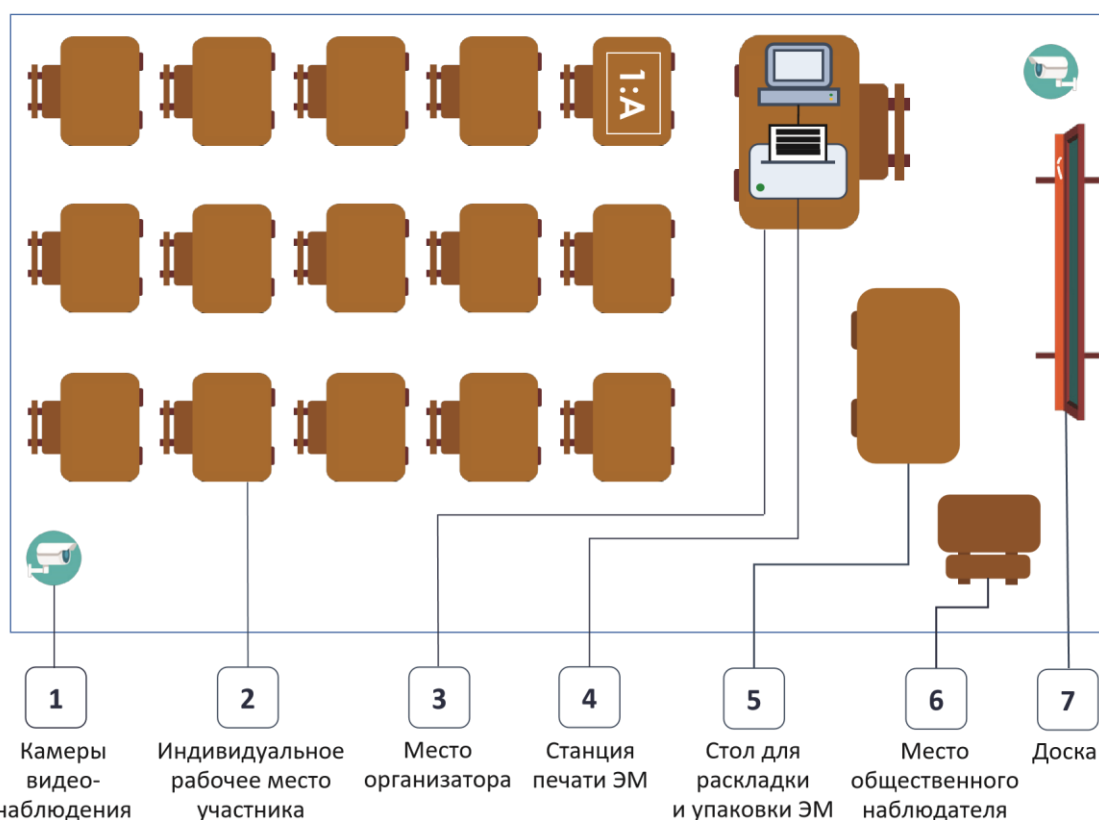 1:А
1
Камеры
видео-
наблюдения
2
Индивидуальное
рабочее место
участника
3
Место
организатора
4
Станция
печати ЭМ
5
Стол для
раскладки
и упаковки ЭМ
6
Место
общественного
наблюдателя
7
Доска